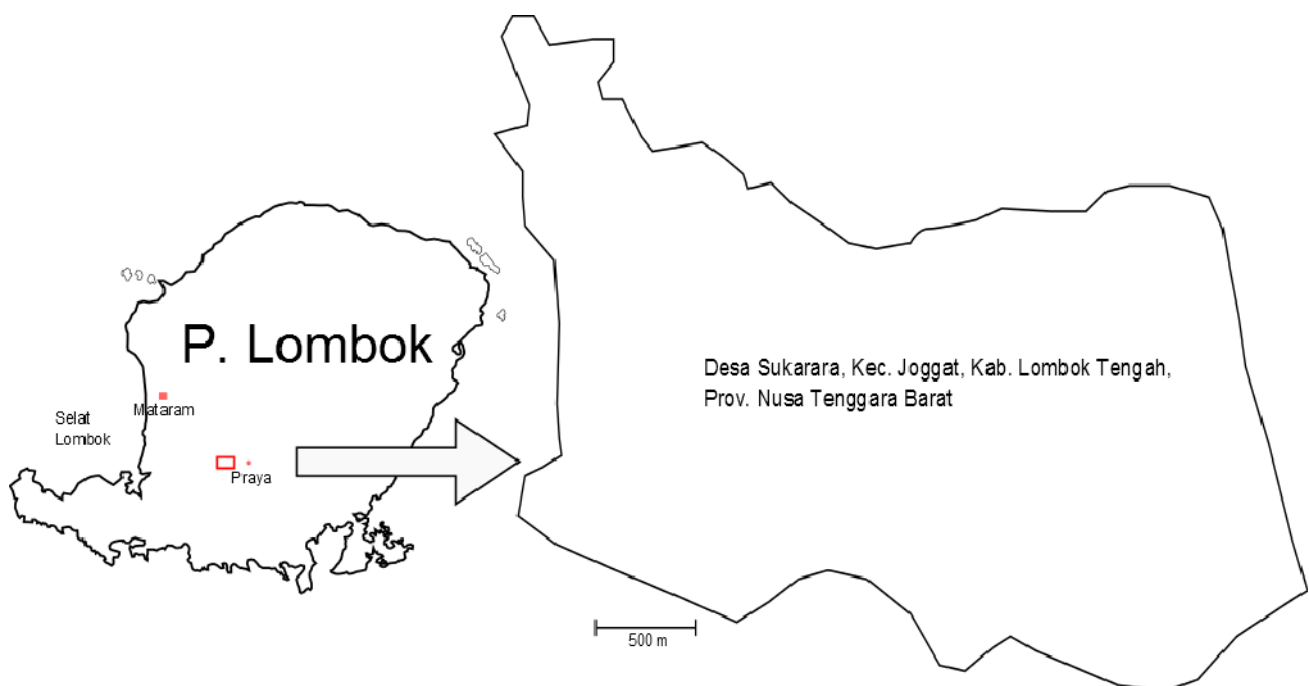 P. Lombok
Mataram
Selat
Lombok
Praya
Desa Sukarara, Kec. Joggat, Kab. Lombok Tengah,
Prov. Nusa Tenggara Barat
500 m